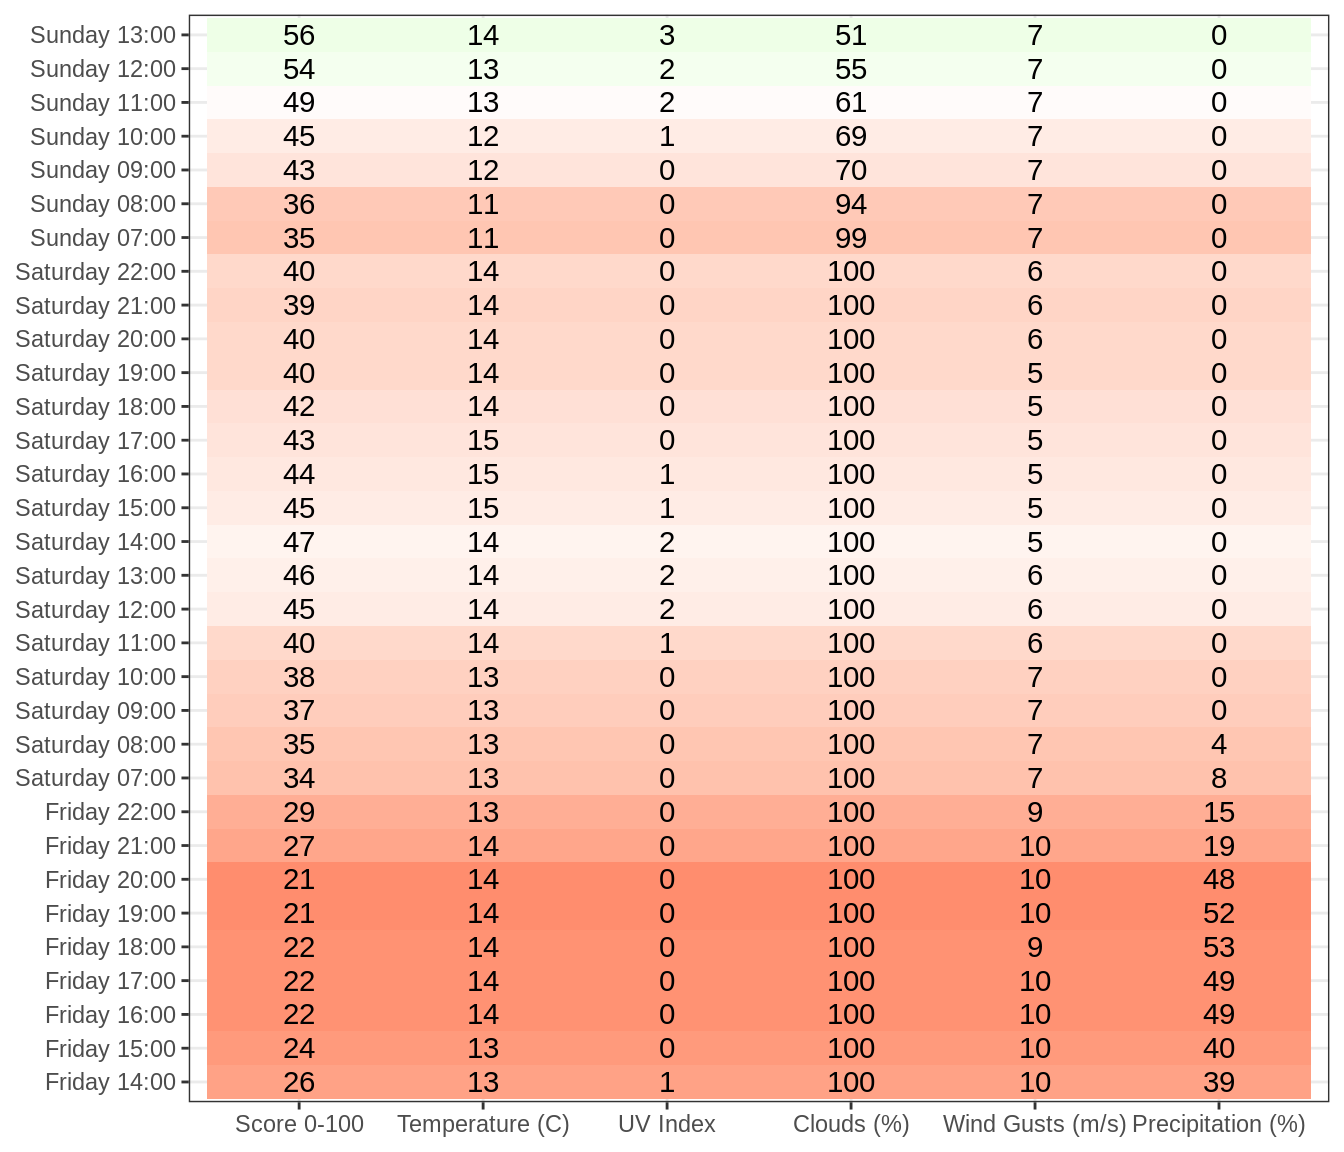 Sunday 13:00 56 14 3 51 7 0
Sunday 12:00 54 13 2 55 7 0
Sunday 11:00 49 13 2 61 7 0
Sunday 10:00 45 12 1 69 7 0
Sunday 09:00 43 12 0 70 7 0
Sunday 08:00 36 11 0 94 7 0
Sunday 07:00 35 11 0 99 7 0
Saturday 22:00 40 14 0 100 6 0
Saturday 21:00 39 14 0 100 6 0
Saturday 20:00 40 14 0 100 6 0
Saturday 19:00 40 14 0 100 5 0
Saturday 18:00 42 14 0 100 5 0
Saturday 17:00 43 15 0 100 5 0
Saturday 16:00 44 15 1 100 5 0
Saturday 15:00 45 15 1 100 5 0
Saturday 14:00 47 14 2 100 5 0
Saturday 13:00 46 14 2 100 6 0
Saturday 12:00 45 14 2 100 6 0
Saturday 11:00 40 14 1 100 6 0
Saturday 10:00 38 13 0 100 7 0
Saturday 09:00 37 13 0 100 7 0
Saturday 08:00 35 13 0 100 7 4
Saturday 07:00 34 13 0 100 7 8
Friday 22:00 29 13 0 100 9 15
Friday 21:00 27 14 0 100 10 19
Friday 20:00 21 14 0 100 10 48
Friday 19:00 21 14 0 100 10 52
Friday 18:00 22 14 0 100 9 53
Friday 17:00 22 14 0 100 10 49
Friday 16:00 22 14 0 100 10 49
Friday 15:00 24 13 0 100 10 40
Friday 14:00 26 13 1 100 10 39
Score 0-100 Temperature (C) UV Index Clouds (%) Wind Gusts (m/s) Precipitation (%)